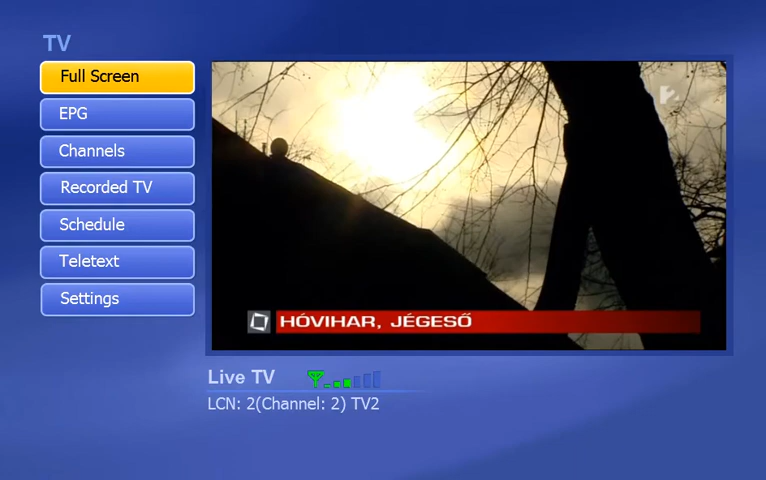 TV
Full Screen
EPG
Channels
Recorded TV
Schedule
Teletext
Settings
2
HÓVIHAR, JÉGESŐ
Live TV
LCN: 2(Channel: 2) TV2